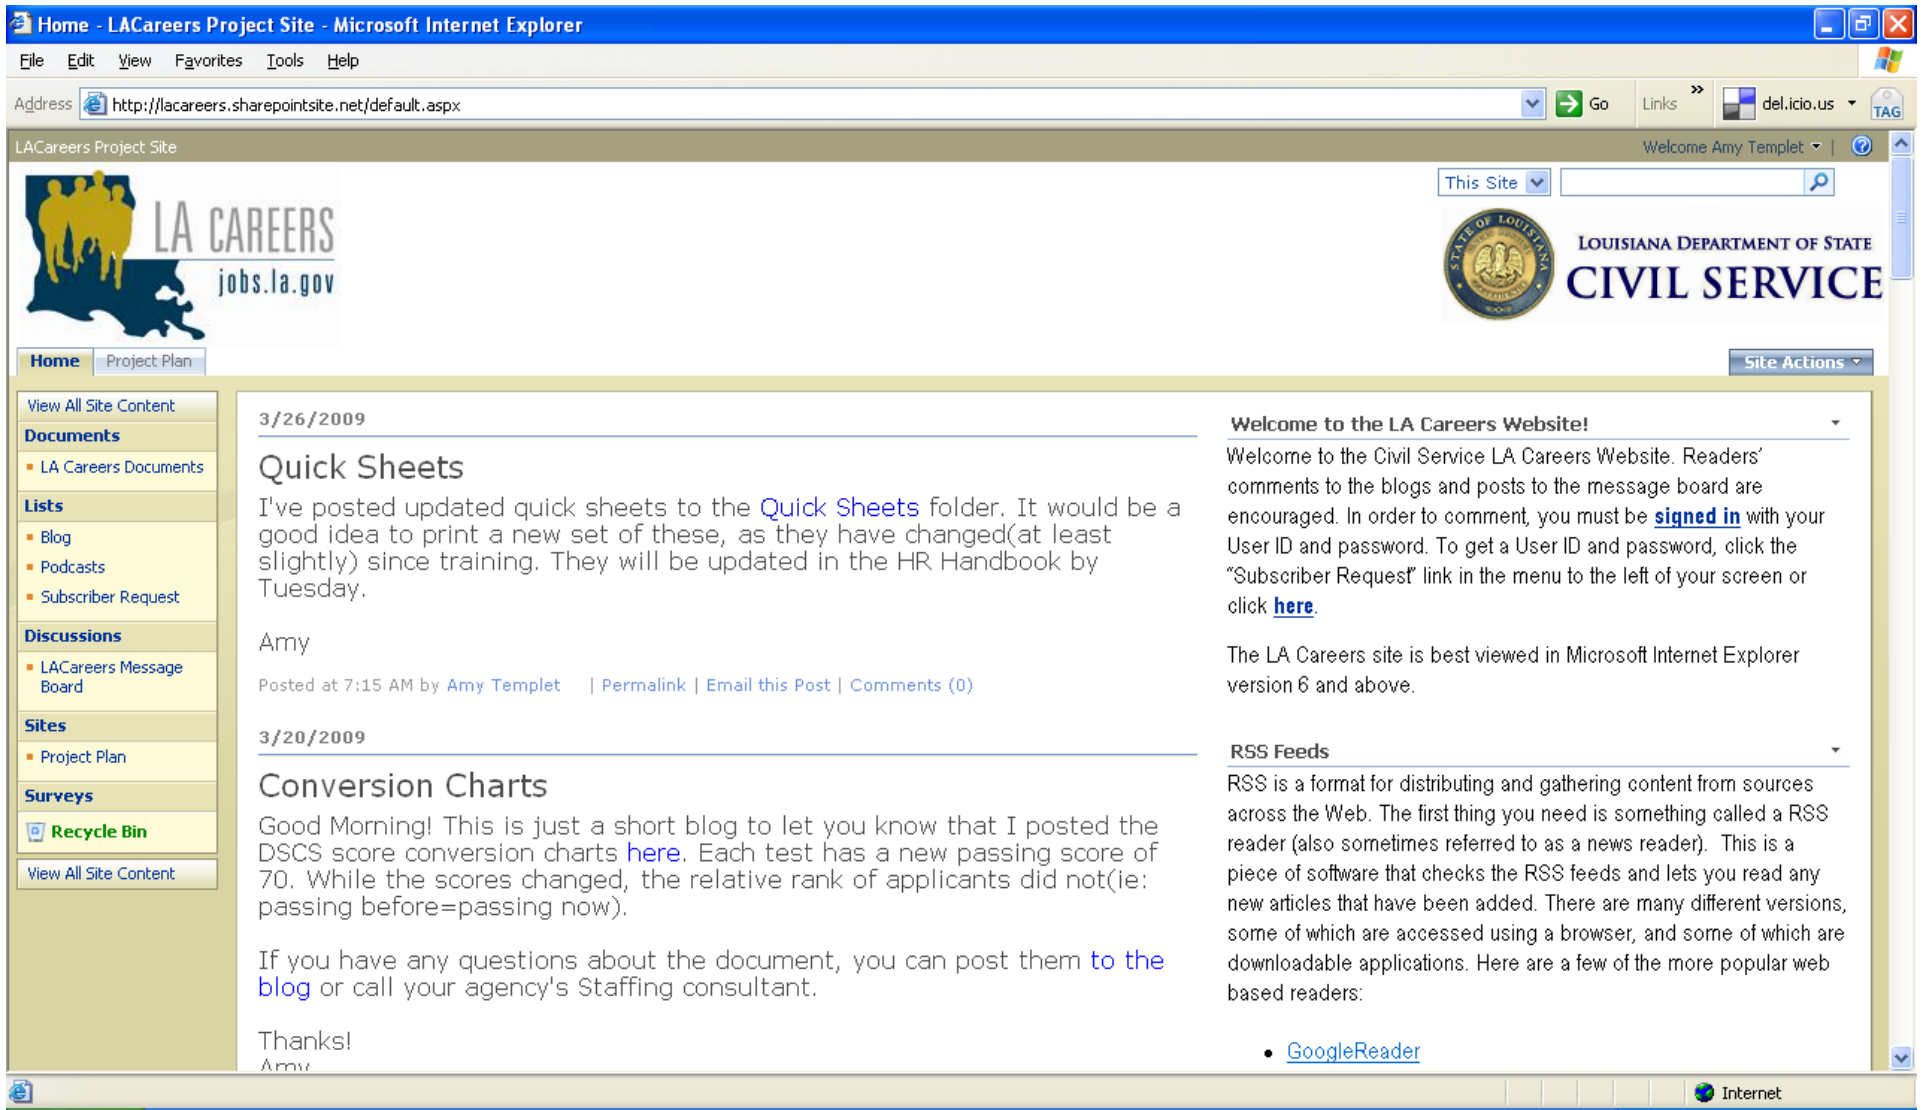 Home - LACareers Project Site - Microsoft Internet Explorer
File Edit View Favorites Tools Help
Address http://lacareers.sharepointsite.net/default.aspx Go Links » del.icio.us TAG
LACareers Project Site Welcome Amy Templet |
This Site
LA CAREERS
jobs.la.gov
STATE OF LOUISIANA
LOUISIANA DEPARTMENT OF STATE
CIVIL SERVICE
Home Project Plan Site Actions
View All Site Content
Documents
LA Careers Documents
Lists
Blog
Podcasts
Subscriber Request
Discussions
LACareers Message
Board
Sites
Project Plan
Surveys
Recycle Bin
View All Site Content
3/26/2009
Quick Sheets
I've posted updated quick sheets to the Quick Sheets folder. It would be a
good idea to print a new set of these, as they have changed(at least
slightly) since training. They will be updated in the HR Handbook by
Tuesday.
Amy
Posted at 7:15 AM by Amy Templet | Permalink | Email this Post | Comments (0)
3/20/2009
Conversion Charts
Good Morning! This is just a short blog to let you know that I posted the
DSCS score conversion charts here. Each test has a new passing score of
70. While the scores changed, the relative rank of applicants did not(ie:
passing before=passing now).
If you have any questions about the document, you can post them to the
blog or call your agency's Staffing consultant.
Thanks!
Amy
Welcome to the LA Careers Website!
Welcome to the Civil Service LA Careers Website. Readers’
comments to the blogs and posts to the message board are
encouraged. In order to comment, you must be signed in with your
User ID and password. To get a User ID and password, click the
“Subscriber Request” link in the menu to the left of your screen or
click here.
The LA Careers site is best viewed in Microsoft Internet Explorer
version 6 and above.
RSS Feeds
RSS is a format for distributing and gathering content from sources
across the Web. The first thing you need is something called a RSS
reader (also sometimes referred to as a news reader). This is a
piece of software that checks the RSS feeds and lets you read any
new articles that have been added. There are many different versions,
some of which are accessed using a browser, and some of which are
downloadable applications. Here are a few of the more popular web
based readers:
• GoogleReader
Internet